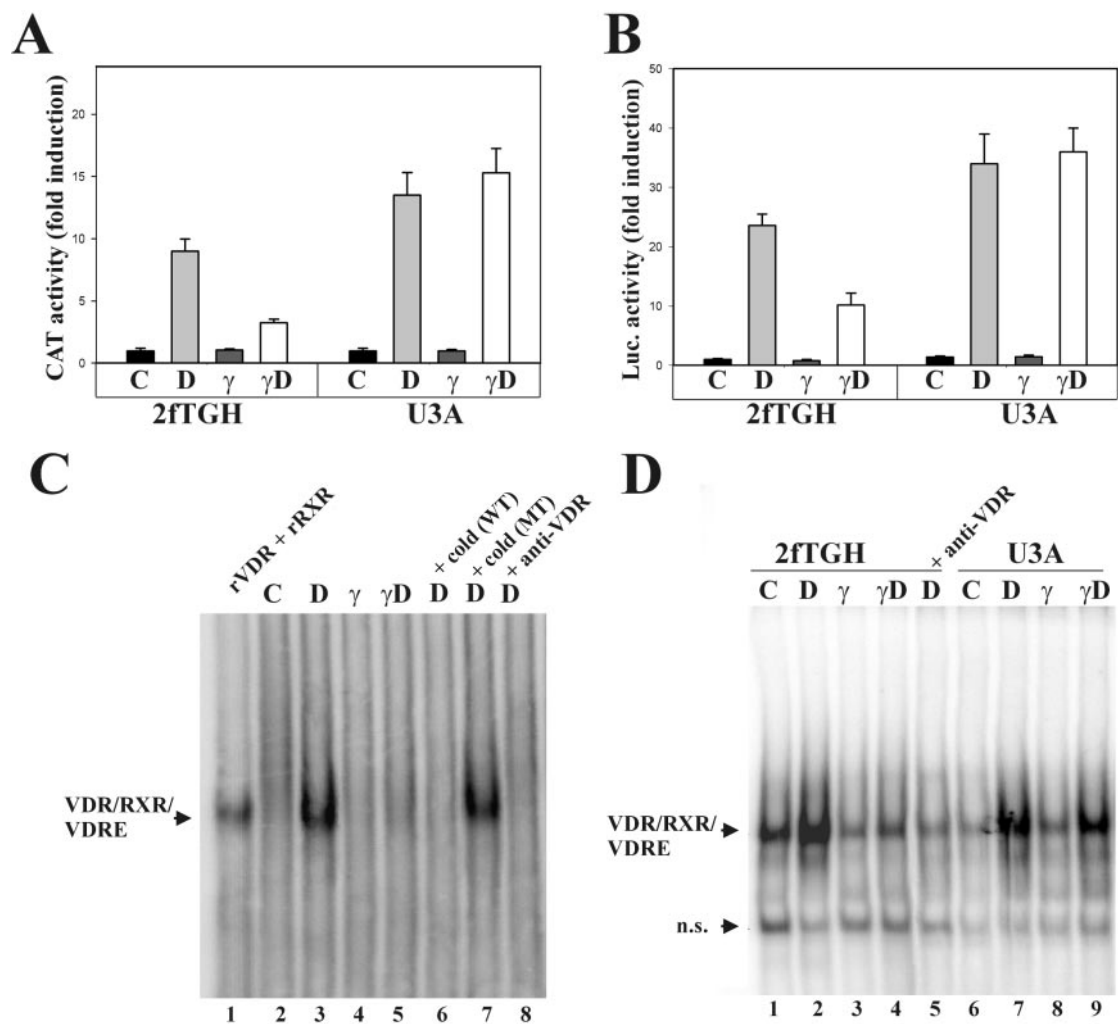 A
CAT activity (fold induction)
20
15
10
5
0
C D γ γD C D γ γD
2fTGH U3A
B
Luc. activity (fold induction)
50
40
30
20
10
0
C D γ γD C D γ γD
2fTGH U3A
C
rVDR + rRXR
+ cold (WT)
+ cold (MT)
+ anti-VDR
C D γ γD D D D
VDR/RXR/
VDRE
1 2 3 4 5 6 7 8
D
2fTGH + anti-VDR U3A
C D γ γD D C D γ γD
VDR/RXR/
VDRE
n.s.
1 2 3 4 5 6 7 8 9